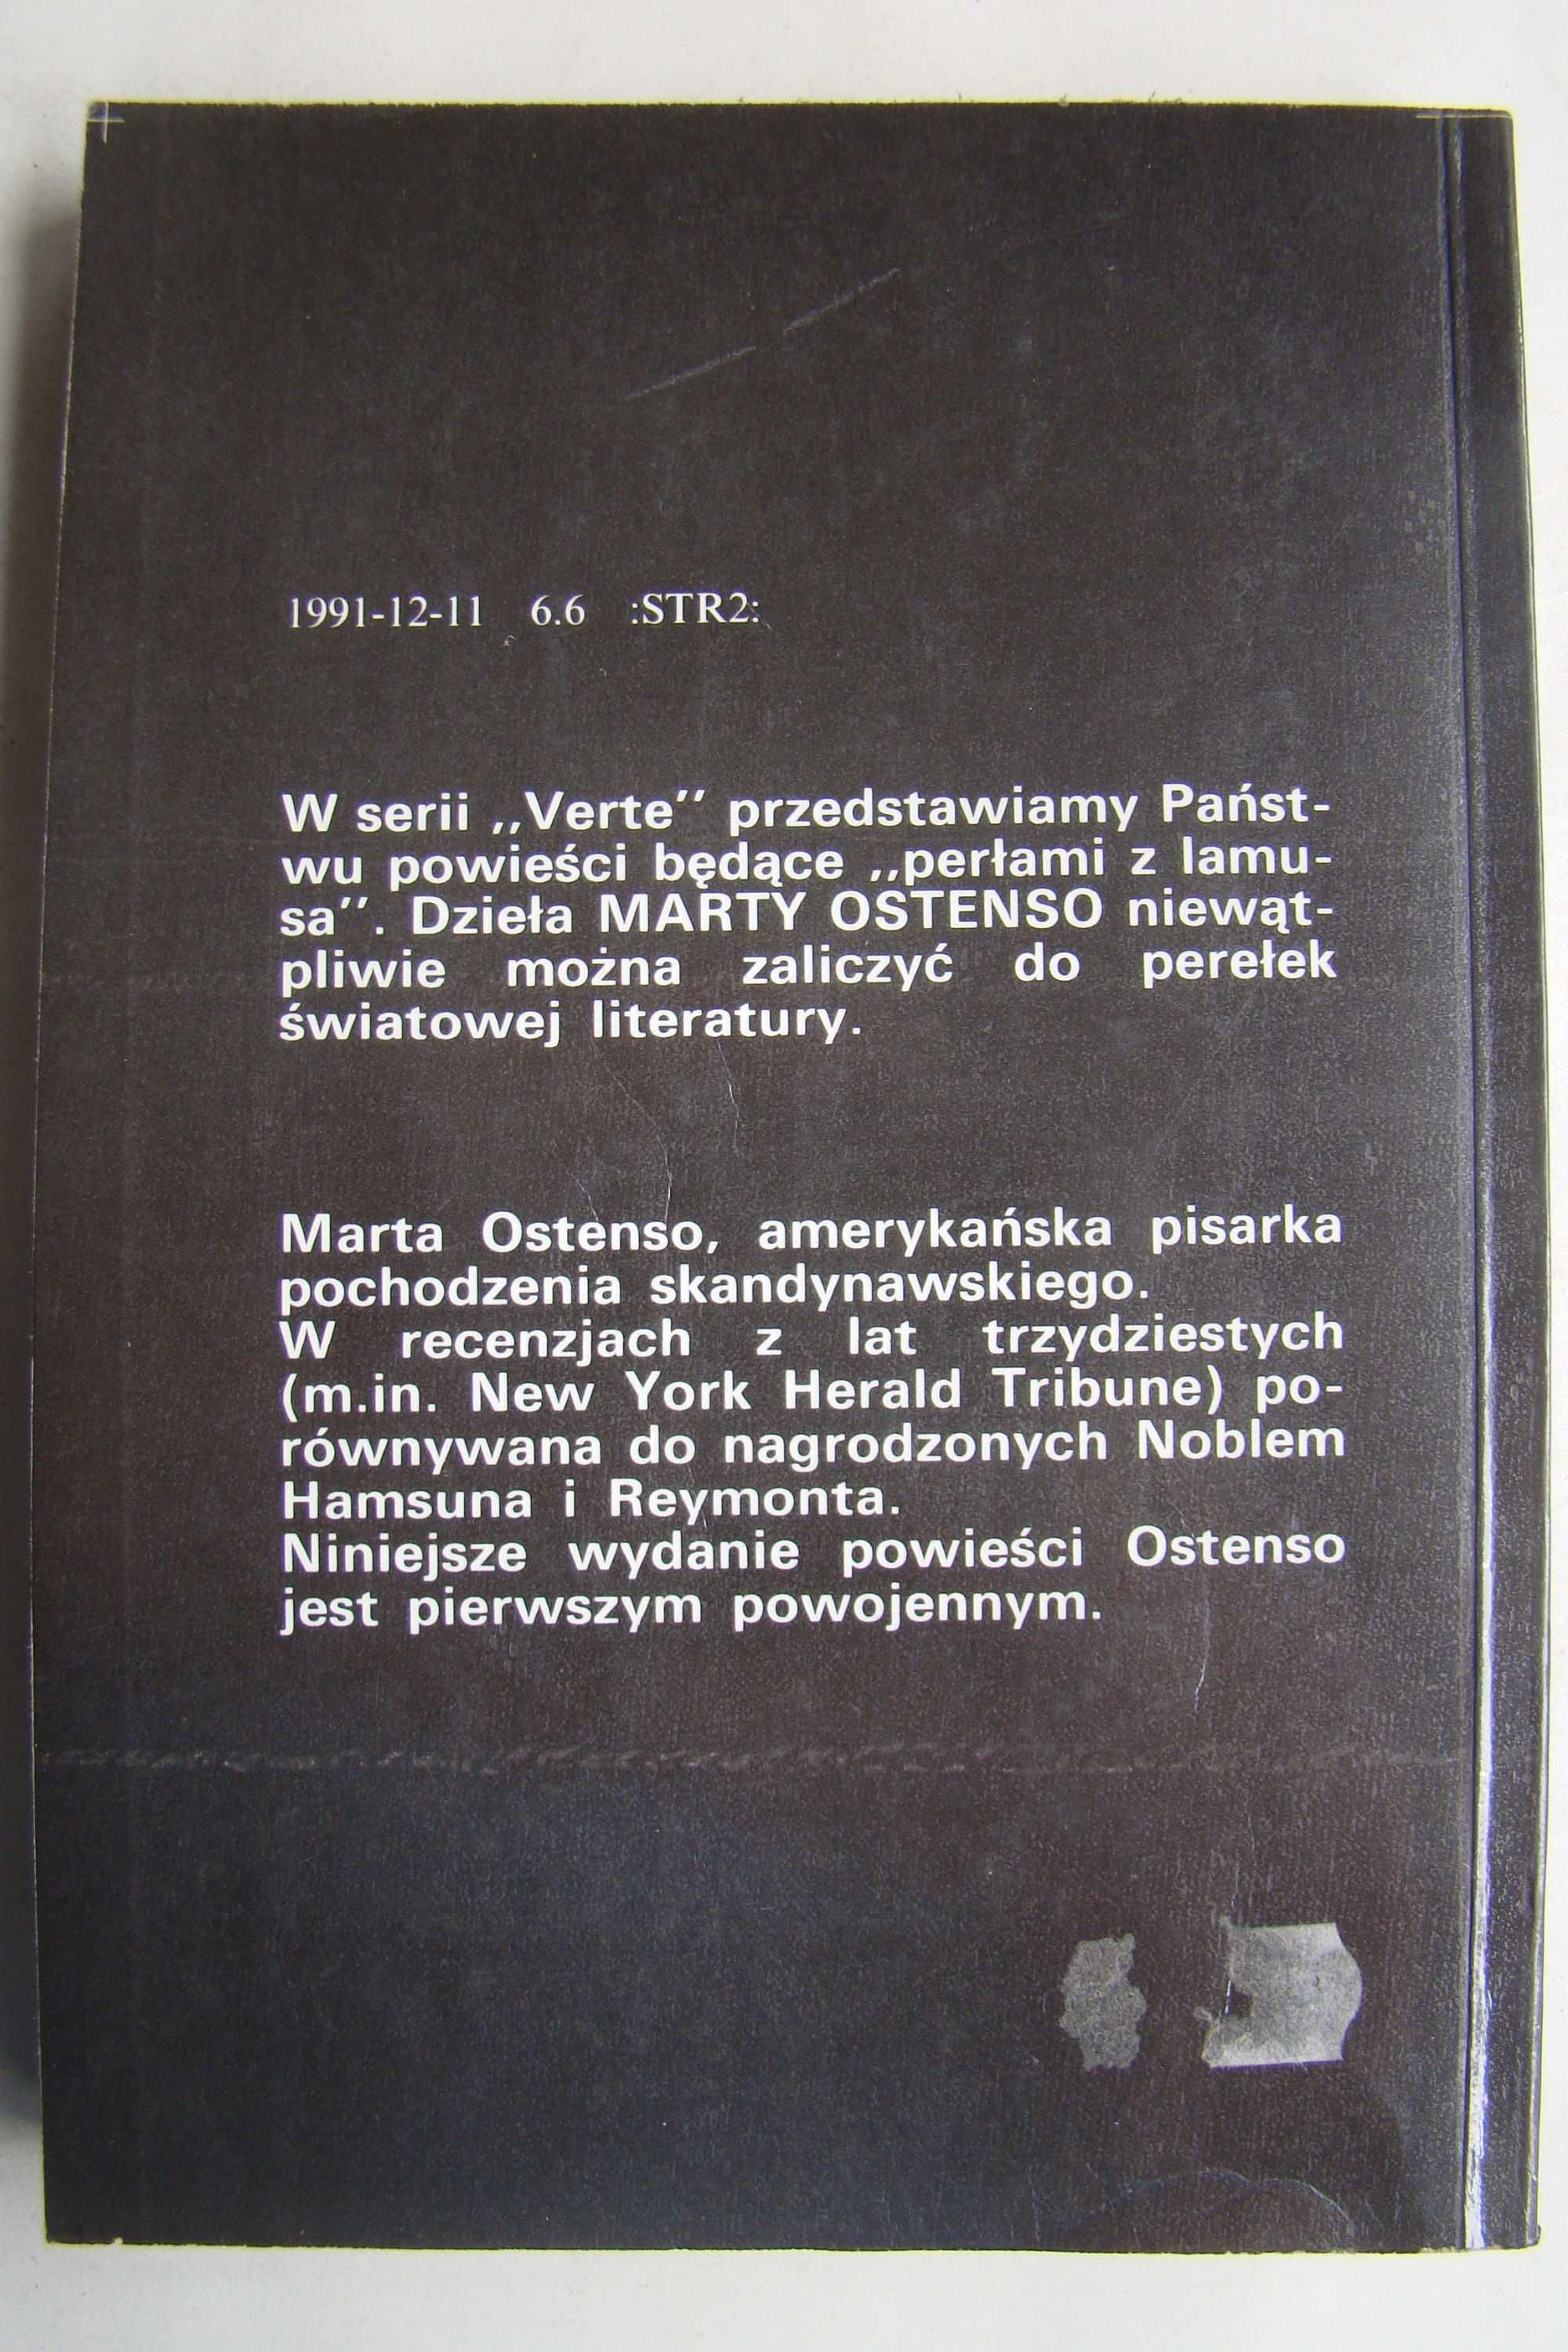 1991-12-11 6.6 :STR2:
W serii ,,Verte'' przedstawiamy Państ-
wu powieści będące ,,perłami z lamu-
sa''. Dzieła MARTY OSTENSO niewąt-
pliwie można zaliczyć do perełek
światowej literatury.
Marta Ostenso, amerykańska pisarka
pochodzenia skandynawskiego.
W recenzjach z lat trzydziestych
(m.in. New York Herald Tribune) po-
równywana do nagrodzonych Noblem
Hamsuna i Reymonta.
Niniejsze wydanie powieści Ostenso
jest pierwszym powojennym.